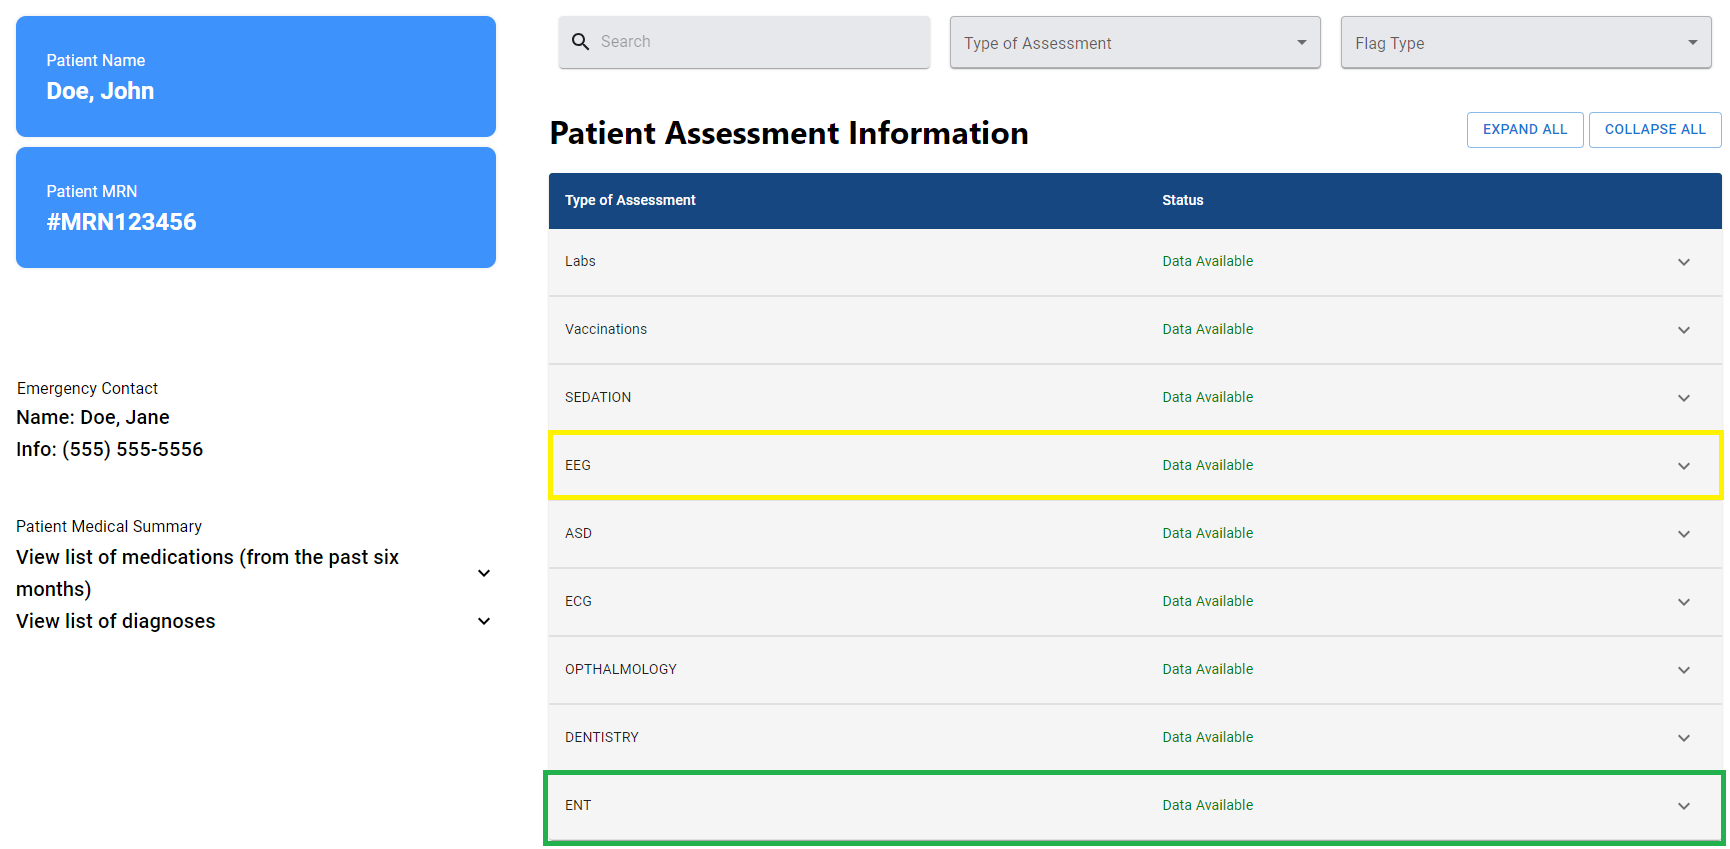 Patient Name
Doe, John
Patient MRN
#MRN123456
Emergency Contact
Name: Doe, Jane
Info: (555) 555-5556
Patient Medical Summary
View list of medications (from the past six
months)
View list of diagnoses
Search
Type of Assessment
Flag Type
Patient Assessment Information
EXPAND ALL
COLLAPSE ALL
Type of Assessment Status
Labs Data Available
Vaccinations Data Available
SEDATION Data Available
EEG Data Available
ASD Data Available
ECG Data Available
OPTHALMOLOGY Data Available
DENTISTRY Data Available
ENT Data Available